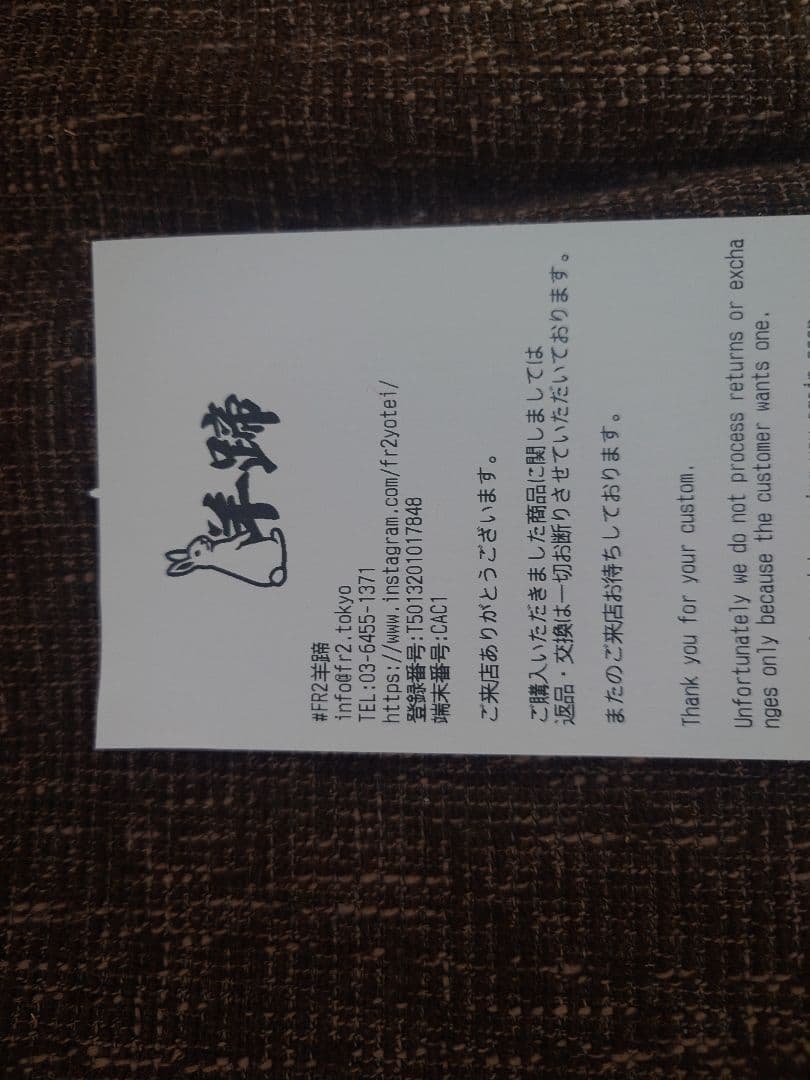 羊蹄
#FR2羊蹄
info@fr2.tokyo
TEL:03-6455-1371
https://www.instagram.com/fr2yotei/
登録番号:T5013201017848
端末番号:CAC1
ご来店ありがとうございます。
ご購入いただきました商品に関しましては
返品・交換は一切お断りさせていただいております。
またのご来店お待ちしております。
Thank you for your custom.
Unfortunately we do not process returns or excha
nges only because the customer wants one.